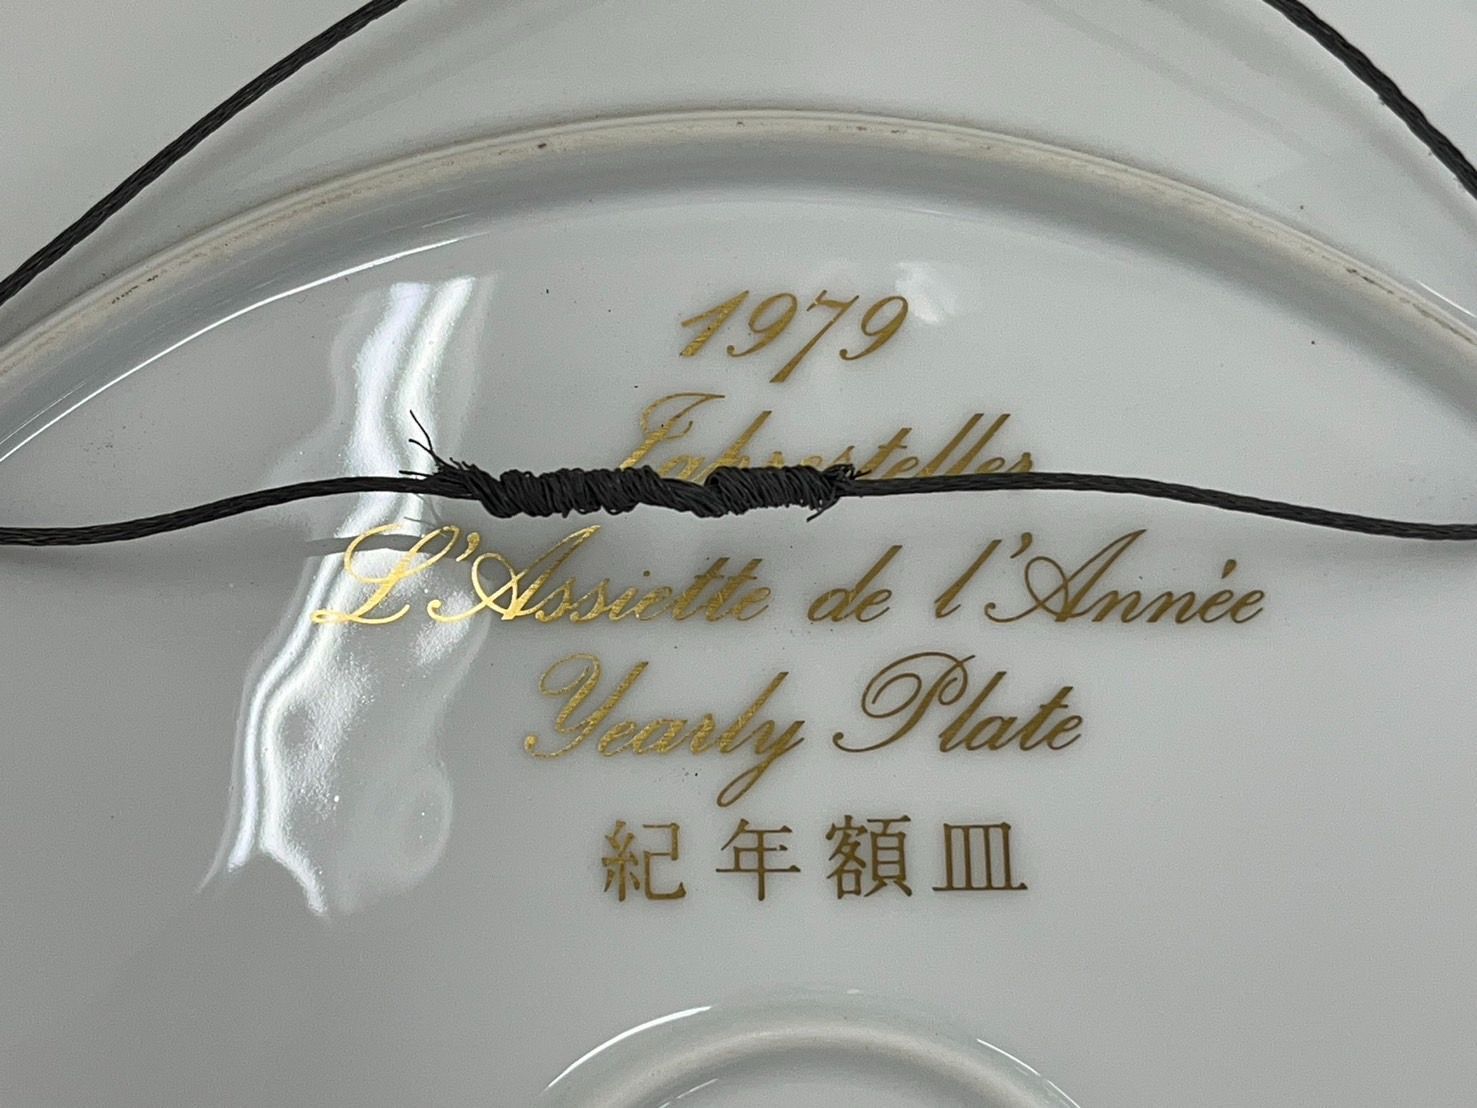 1979
Jahresteller
L'Assiette de l'Année
Yearly Plate
紀年額皿